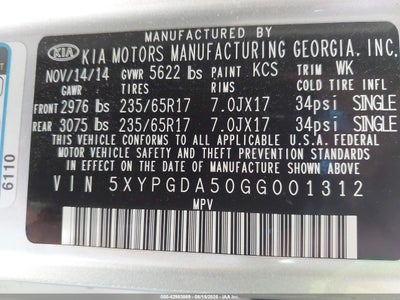 MANUFACTURED BY
KIA KIA MOTORS MANUFACTURING GEORGIA, INC.
NOV/14/14 GVWR 5622 lbs PAINT KCS TRIM WK
GAWR TIRES RIMS COLD TIRE INFL
FRONT 2976 lbs 235/65R17 7.0JX17 34psi SINGLE
REAR 3075 lbs 235/65R17 7.0JX17 34psi SINGLE
THIS VEHICLE CONFORMS TO ALL APPLICABLE U.S.A. FEDERAL
MOTOR VEHICLE SAFETY AND THEFT PREVENTION STANDARDS
IN EFFECT ON THE DATE OF MANUFACTURE SHOWN ABOVE.
VIN 5XYPGDA50GG001312
MPV
6110